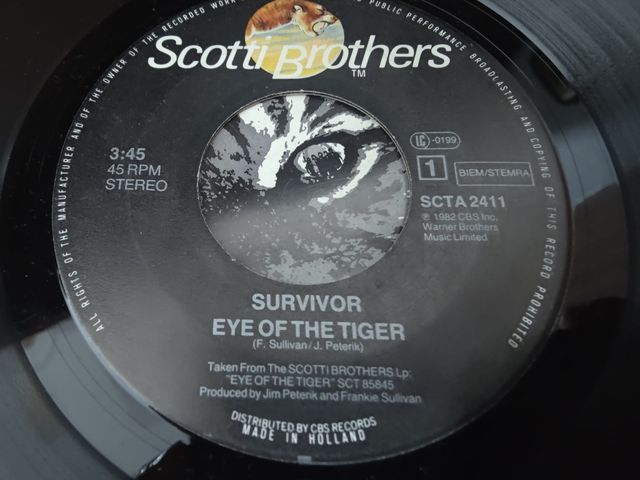 ALL RIGHTS OF THE MANUFACTURER AND OF THE OWNER OF THE RECORDED WORK
PUBLIC PERFORMANCE BROADCASTING AND COPYING OF THIS RECORD PROHIBITED
Scotti Brothers
TM
3:45
45 RPM
STEREO
LC -0199
1
BIEM/STEMRA
SCTA 2411
℗ 1982 CBS Inc.
Warner Brothers
Music Limited
SURVIVOR
EYE OF THE TIGER
(F. Sullivan/J. Peterik)
Taken From The SCOTTI BROTHERS Lp:
"EYE OF THE TIGER" SCT 85845
Produced by Jim Peterik and Frankie Sullivan
DISTRIBUTED BY CBS RECORDS
MADE IN HOLLAND